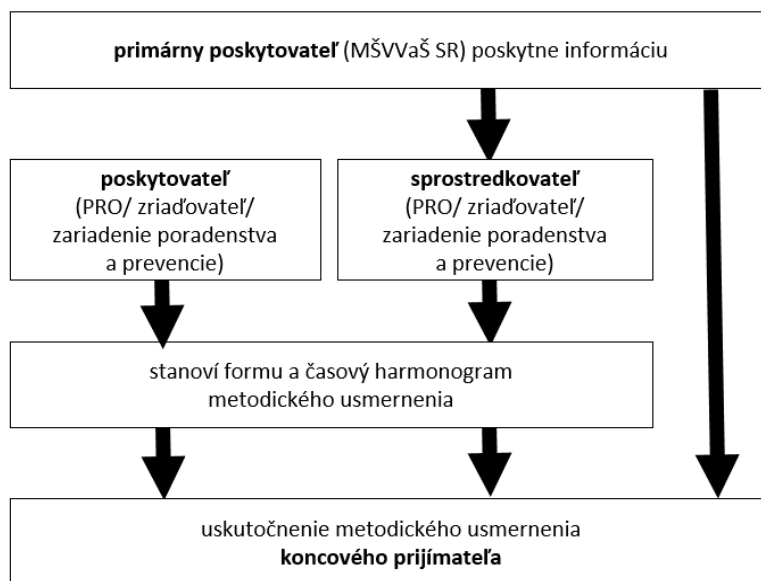 primárny poskytovateľ (MŠVVaŠ SR) poskytne informáciu
poskytovateľ
(PRO/ zriaďovateľ/
zariadenie poradenstva
a prevencie)
sprostredkovateľ
(PRO/ zriaďovateľ/
zariadenie poradenstva
a prevencie)
stanoví formu a časový harmonogram
metodického usmernenia
uskutočnenie metodického usmernenia
koncového prijímateľa